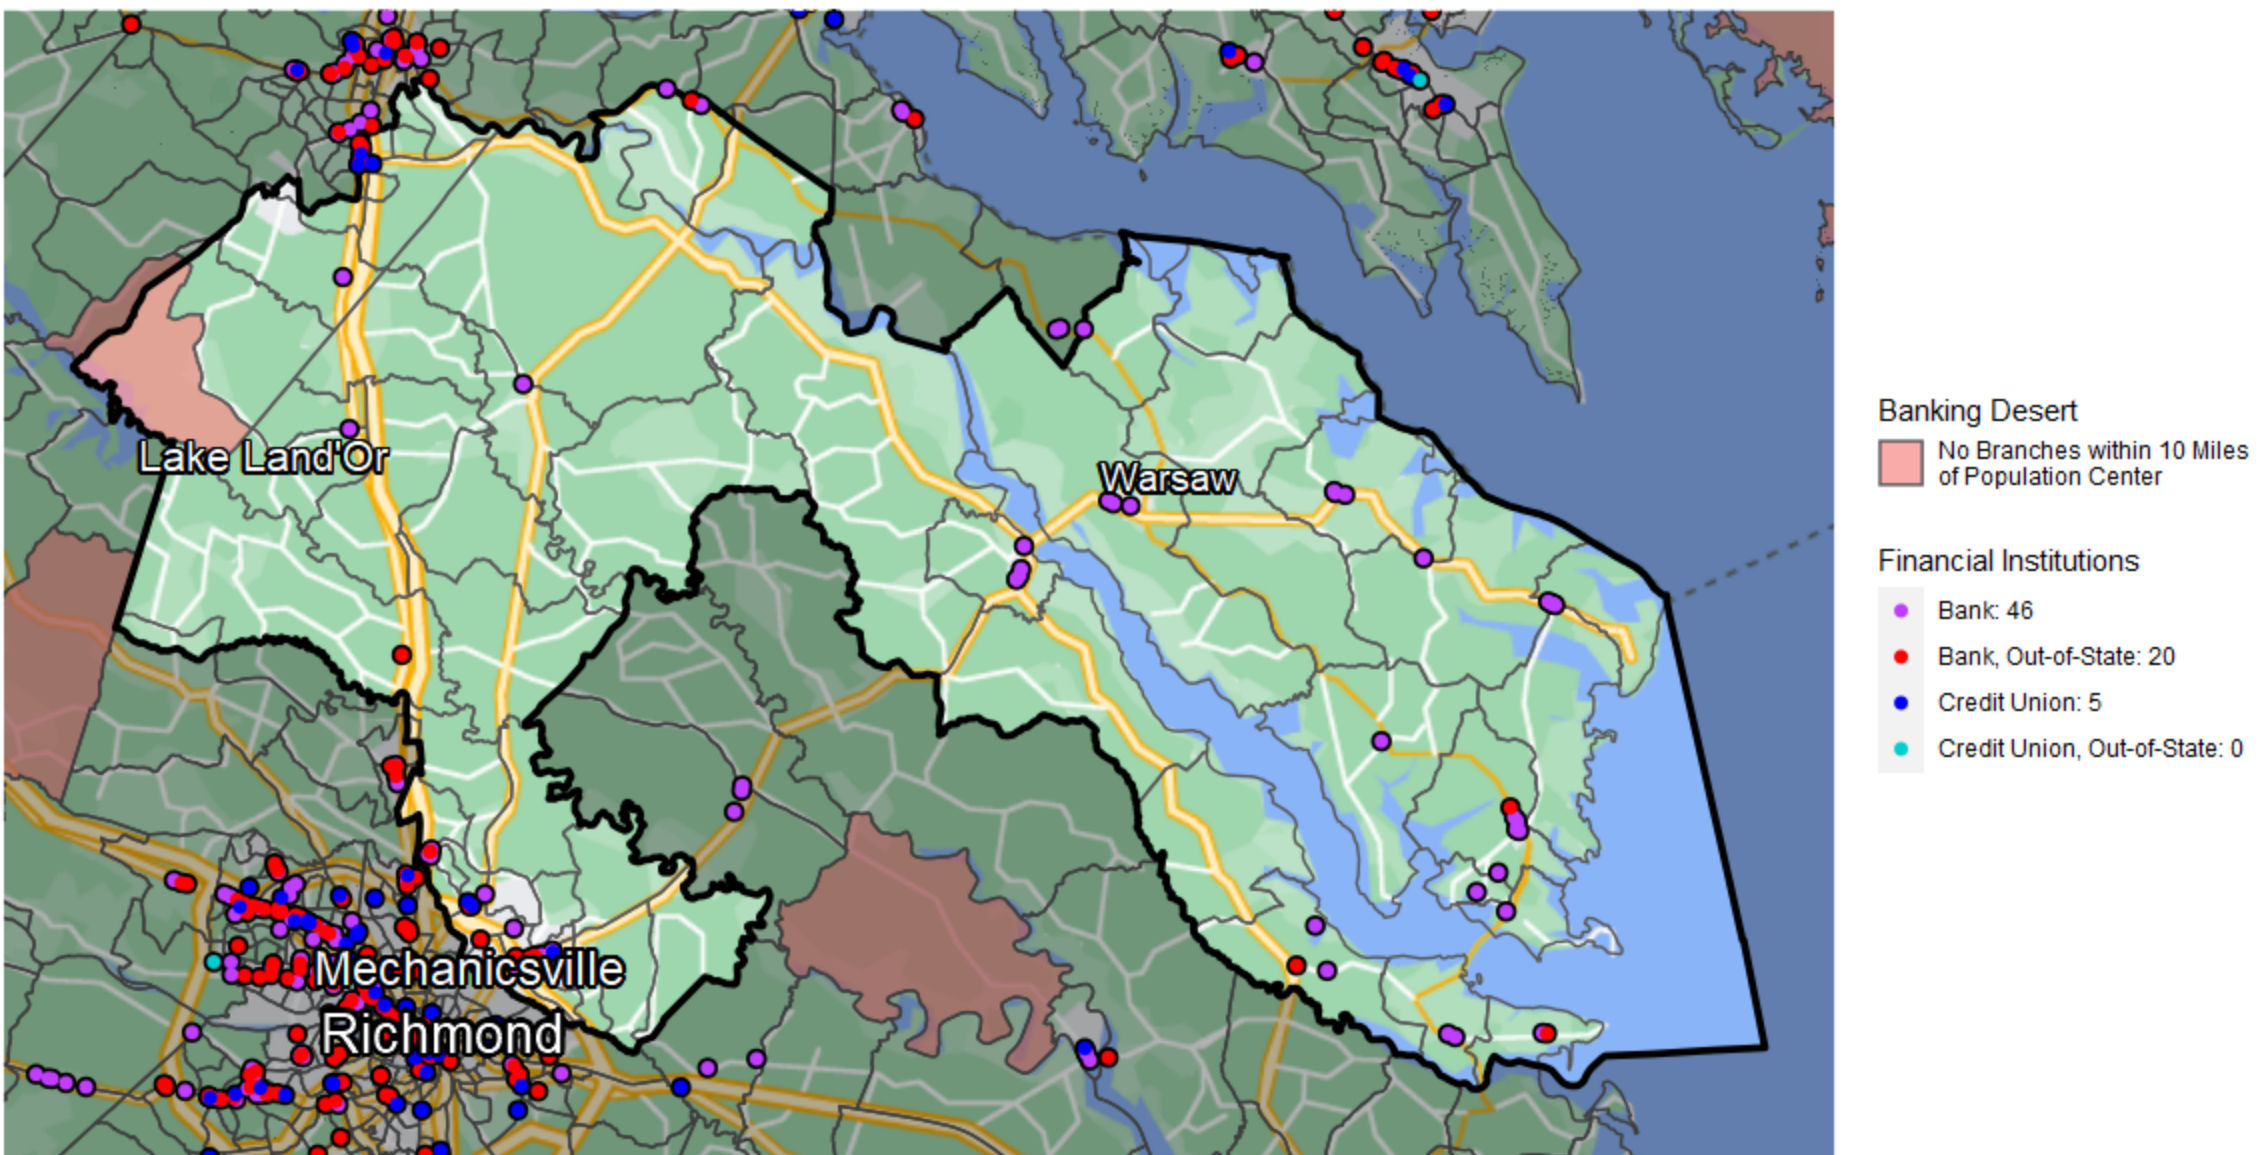 Lake Land'Or
Warsaw
Mechanicsville
Richmond
Banking Desert
No Branches within 10 Miles
of Population Center
Financial Institutions
Bank: 46
Bank, Out-of-State: 20
Credit Union: 5
Credit Union, Out-of-State: 0